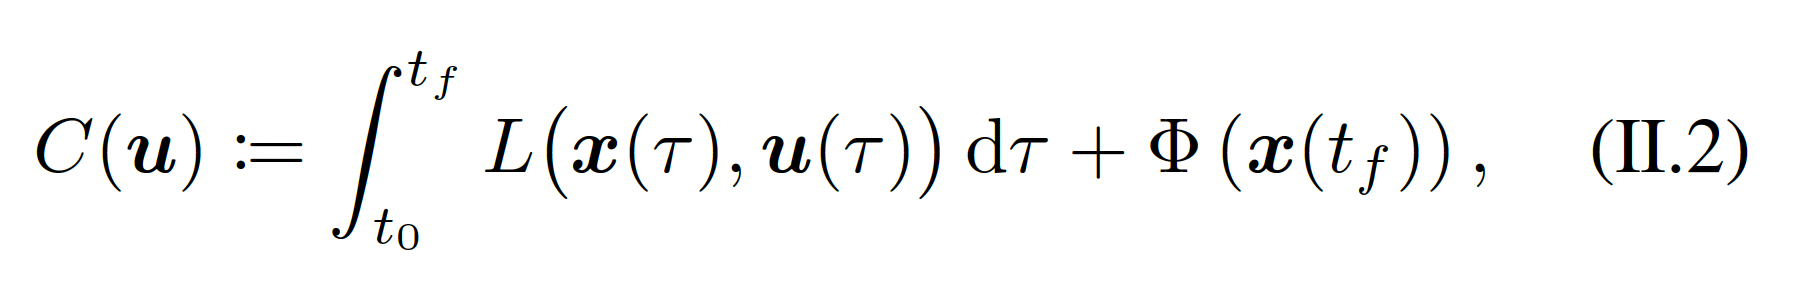 C(𝒖) := ∫_{t_0}^{t_f} L(𝒙(τ), 𝒖(τ)) dτ + Φ (𝒙(t_f)) , (II.2)